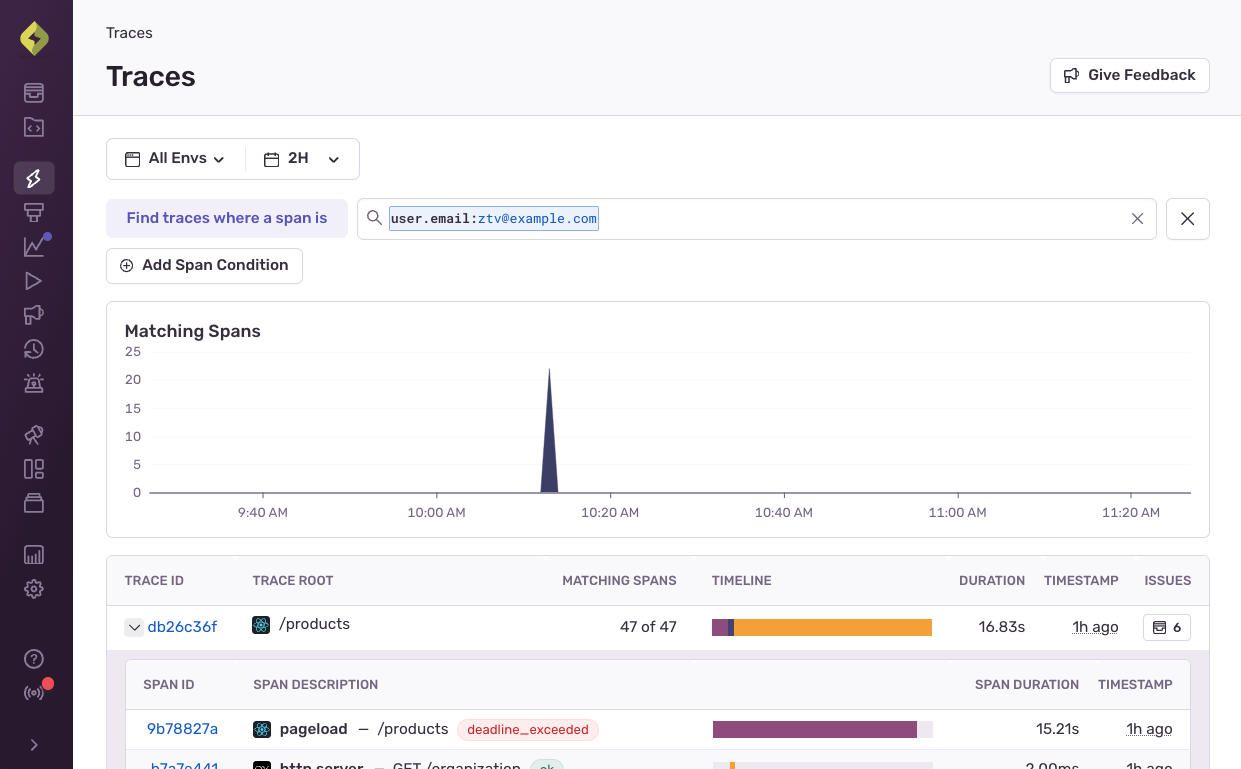 Traces
Traces
Give Feedback
All Envs 2H
Find traces where a span is user.email:ztv@example.com
Add Span Condition
Matching Spans
25
20
15
10
5
0
9:40 AM 10:00 AM 10:20 AM 10:40 AM 11:00 AM 11:20 AM
TRACE ID TRACE ROOT MATCHING SPANS TIMELINE DURATION TIMESTAMP ISSUES
db26c36f /products 47 of 47 16.83s 1h ago 6
SPAN ID SPAN DESCRIPTION SPAN DURATION TIMESTAMP
9b78827a pageload — /products deadline_exceeded 15.21s 1h ago
b7a7e441 http.server — GET /organization ok 2.00ms 1h ago